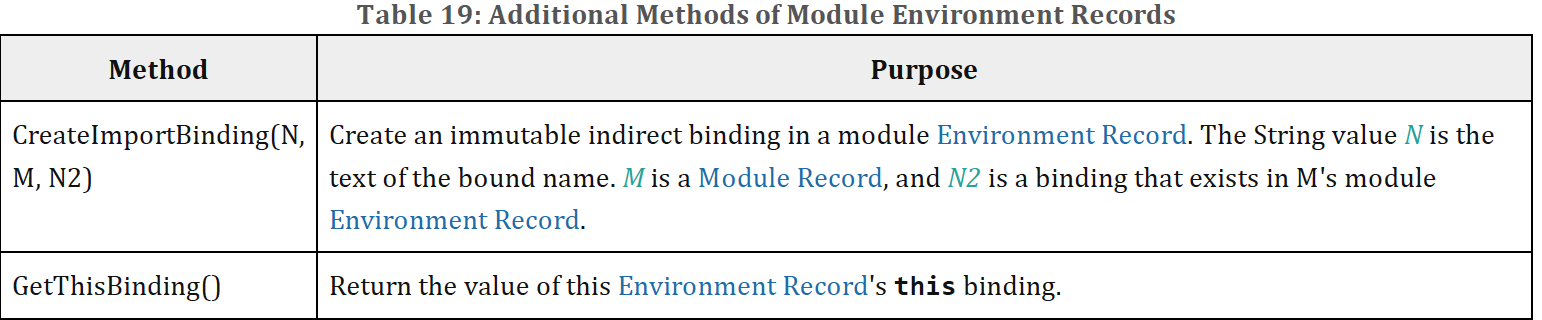 Table 19: Additional Methods of Module Environment Records
Method
Purpose
CreateImportBinding(N,
M, N2)
Create an immutable indirect binding in a module Environment Record. The String value N is the
text of the bound name. M is a Module Record, and N2 is a binding that exists in M's module
Environment Record.
GetThisBinding()
Return the value of this Environment Record's this binding.